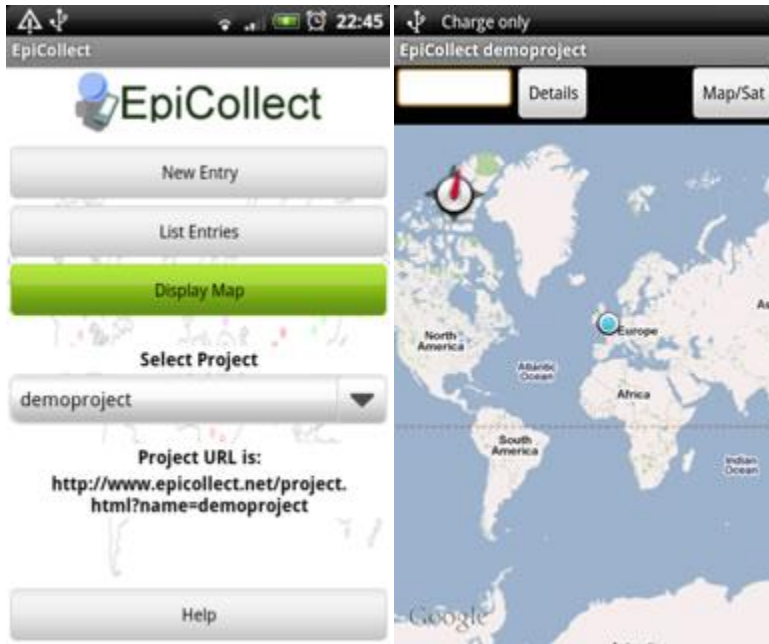 22:45
EpiCollect
EpiCollect
New Entry
List Entries
Display Map
Select Project
demoproject
Project URL is:
http://www.epicollect.net/project.
html?name=demoproject
Help
Charge only
EpiCollect demoproject
Details
Map/Sat
North
America
Atlantic
Ocean
Europe
As
Africa
South
America
Indian
Ocean
Google